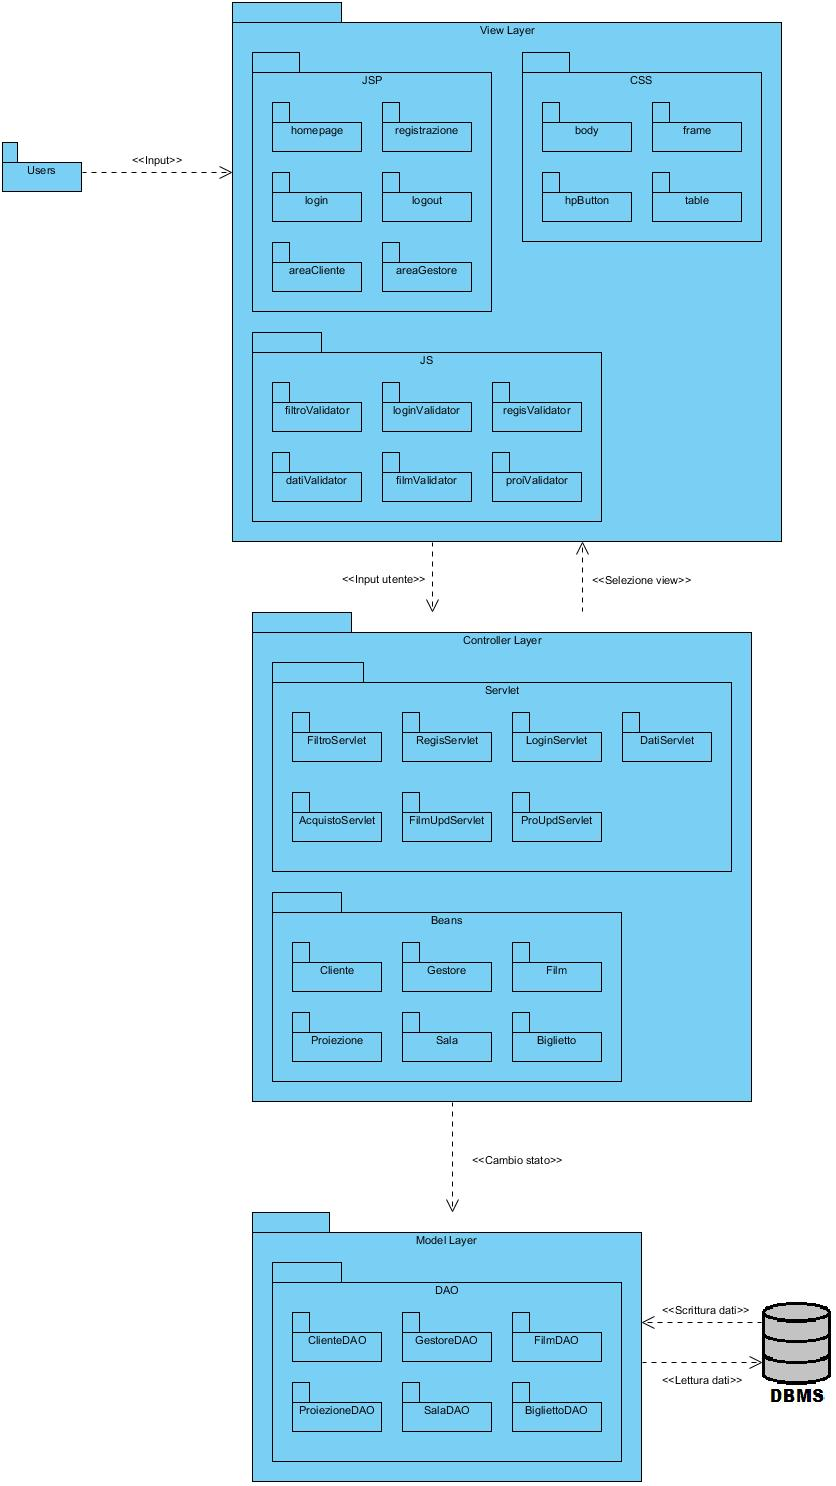 View Layer
JSP
CSS
homepage
registrazione
body
frame
Users
<<Input>>
login
logout
hpButton
table
areaCliente
areaGestore
JS
filtroValidator
loginValidator
regisValidator
datiValidator
filmValidator
proiValidator
<<Input utente>>
<<Selezione view>>
Controller Layer
Servlet
FiltroServlet
RegisServlet
LoginServlet
DatiServlet
AcquistoServlet
FilmUpdServlet
ProUpdServlet
Beans
Cliente
Gestore
Film
Proiezione
Sala
Biglietto
<<Cambio stato>>
Model Layer
DAO
ClienteDAO
GestoreDAO
FilmDAO
ProiezioneDAO
SalaDAO
BigliettoDAO
<<Scrittura dati>>
<<Lettura dati>>
DBMS